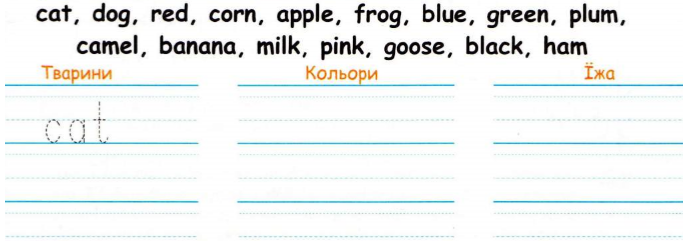 cat, dog, red, corn, apple, frog, blue, green, plum,
camel, banana, milk, pink, goose, black, ham
Тварини Кольори Їжа
cat